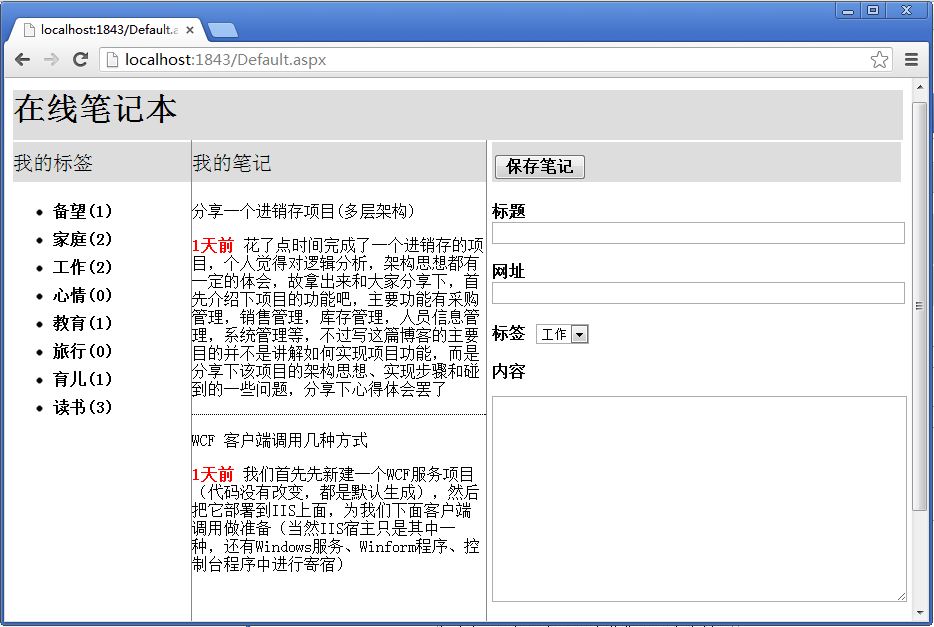 localhost:1843/Default.a
localhost:1843/Default.aspx
在线笔记本
我的标签
备望(1)
家庭(2)
工作(2)
心情(0)
教育(1)
旅行(0)
育儿(1)
读书(3)
我的笔记
分享一个进销存项目(多层架构)
1天前 花了点时间完成了一个进销存的项
目，个人觉得对逻辑分析，架构思想都有
一定的体会，故拿出来和大家分享下，首
先介绍下项目的功能吧，主要功能有采购
管理，销售管理，库存管理，人员信息管
理，系统管理等，不过写这篇博客的主要
目的并不是讲解如何实现项目功能，而是
分享下该项目的架构思想、实现步骤和碰
到的一些问题，分享下心得体会罢了
WCF 客户端调用几种方式
1天前 我们首先先新建一个WCF服务项目
（代码没有改变，都是默认生成），然后
把它部署到IIS上面，为我们下面客户端
调用做准备（当然IIS宿主只是其中一
种，还有Windows服务、Winform程序、控
制台程序中进行寄宿）
保存笔记
标题
网址
标签 工作
内容